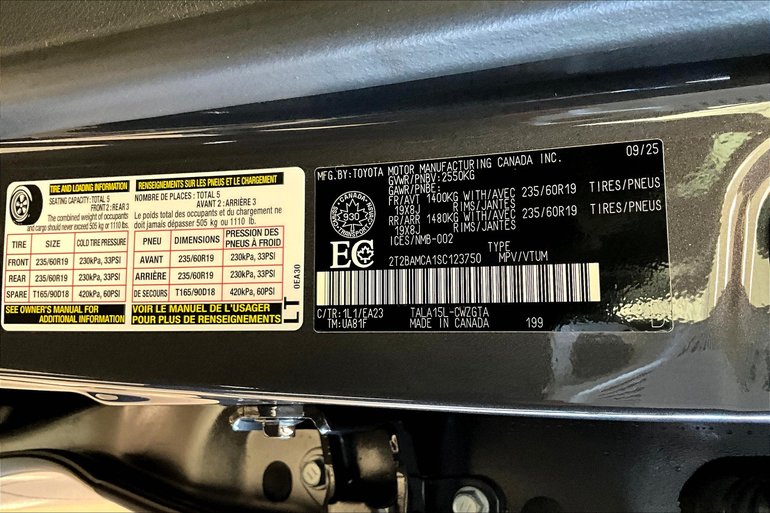 TIRE AND LOADING INFORMATION
SEATING CAPACITY: TOTAL 5
FRONT: 2 REAR 3
The combined weight of occupants
and cargo should never exceed 505 kg or 1110 lbs.
RENSEIGNEMENTS SUR LES PNEUS ET LE CHARGEMENT
NOMBRE DE PLACES : TOTAL 5
AVANT 2 : ARRIÈRE 3
Le poids total des occupants et du chargement ne
doit jamais dépasser 505 kg ou 1110 lb.
TIRE SIZE COLD TIRE PRESSURE
FRONT 235/60R19 230kPa, 33PSI
REAR 235/60R19 230kPa, 33PSI
SPARE T165/90D18 420kPa, 60PSI
PNEU DIMENSIONS PRESSION DES PNEUS À FROID
AVANT 235/60R19 230kPa, 33PSI
ARRIÈRE 235/60R19 230kPa, 33PSI
DE SECOURS T165/90D18 420kPa, 60PSI
SEE OWNER'S MANUAL FOR
ADDITIONAL INFORMATION
VOIR LE MANUEL DE L'USAGER
POUR PLUS DE RENSEIGNEMENTS
0EA30
LT
MFG.BY:TOYOTA MOTOR MANUFACTURING CANADA INC. 09/25
GVWR/PNBV:2550KG
GAWR/PNBE:
FR/AVT 1400KG WITH/AVEC 235/60R19 TIRES/PNEUS
19X8J RIMS/JANTES
RR/ARR 1480KG WITH/AVEC 235/60R19 TIRES/PNEUS
19X8J RIMS/JANTES
ICES/NMB-002
CANADA
930
TRANSPORT
EC
TYPE
2T2BAMCA1SC123750 MPV/VTUM
C/TR:1L1/EA23 TALA15L-CWZGTA
TM:UA81F MADE IN CANADA 199